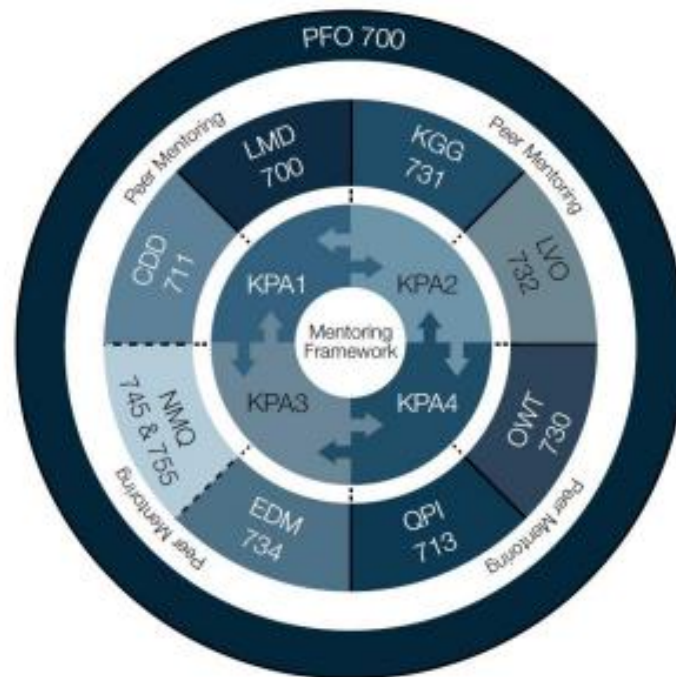 PFO 700
Peer Mentoring
Peer Mentoring
LMD
700
KGG
731
CDD
711
LVO
732
KPA1
KPA2
Mentoring
Framework
KPA3
KPA4
NMQ
745 & 755
OWT
730
EDM
734
QPI
713
Peer Mentoring
Peer Mentoring